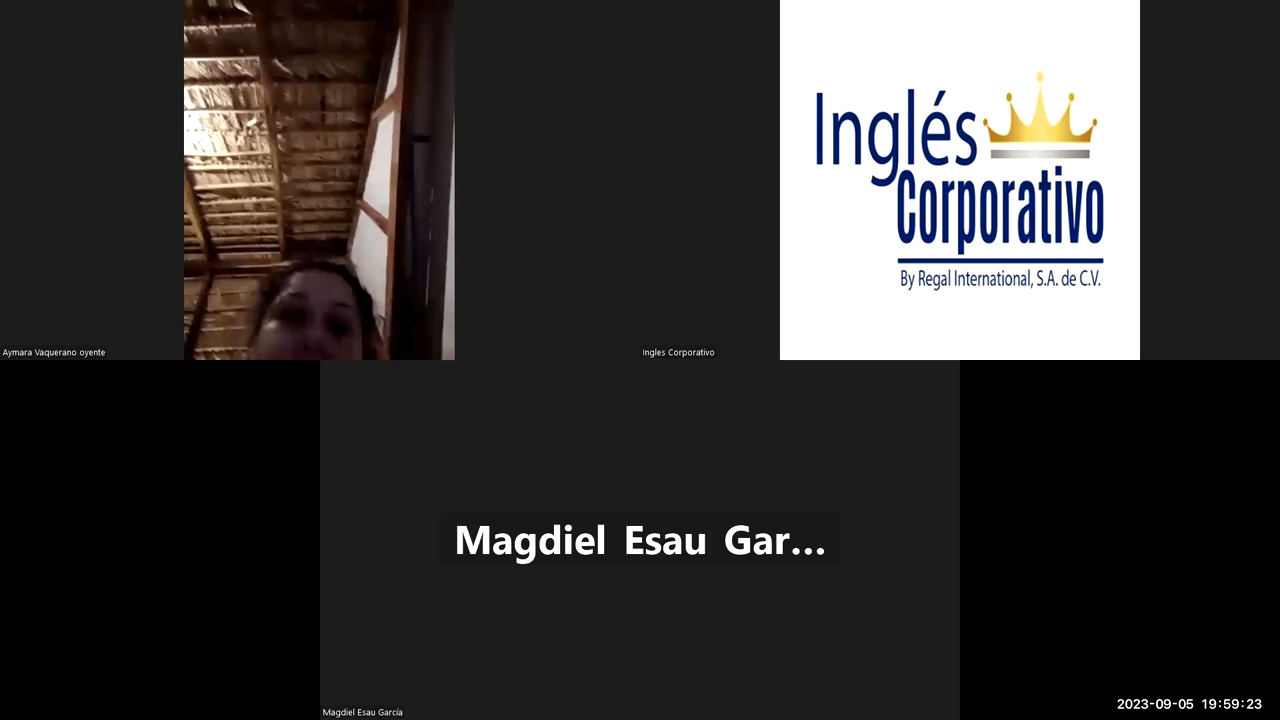 Inglés
Corporativo
By Regal International, S.A. de C.V.
Aymara Vaquerano oyente
Ingles Corporativo
Magdiel Esau Gar...
Magdiel Esau García
2023-09-05 19:59:23